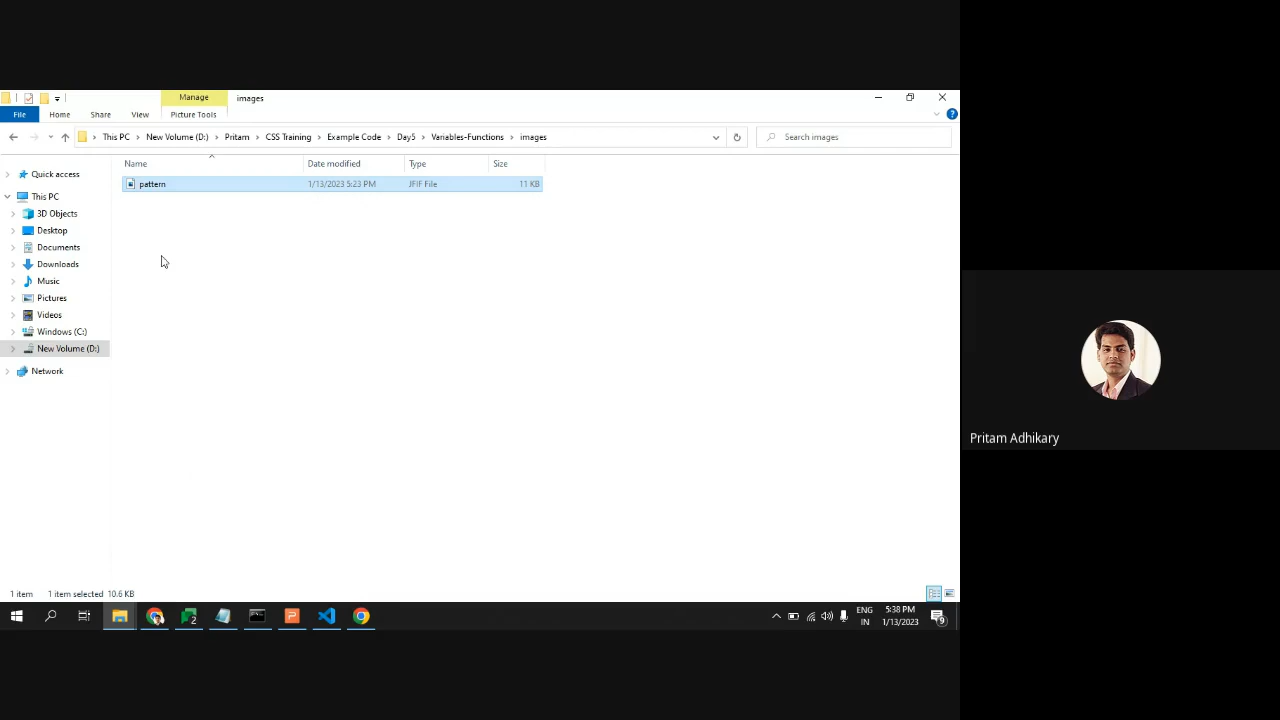 Manage
images
File
Home
Share
View
Picture Tools
This PC
New Volume (D:)
Pritam
CSS Training
Example Code
Day5
Variables-Functions
images
Search images
Name
Date modified
Type
Size
pattern
1/13/2023 5:23 PM
JFIF File
11 KB
Quick access
This PC
3D Objects
Desktop
Documents
Downloads
Music
Pictures
Videos
Windows (C:)
New Volume (D:)
Network
Pritam Adhikary
1 item
1 item selected 10.6 KB
ENG
IN
5:38 PM
1/13/2023